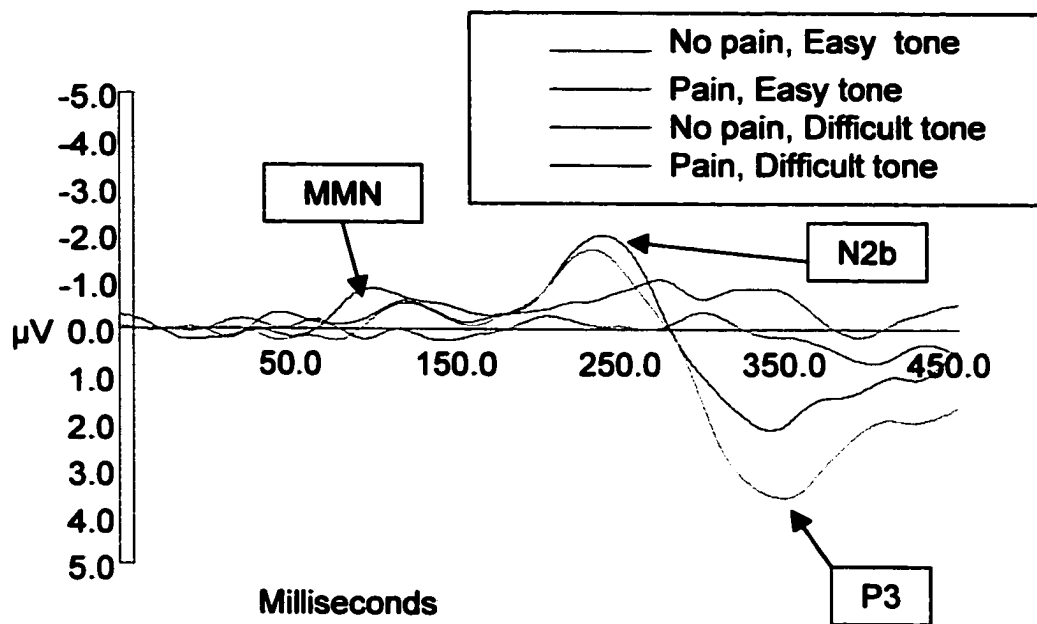 No pain, Easy tone
Pain, Easy tone
No pain, Difficult tone
Pain, Difficult tone
-5.0
-4.0
-3.0
-2.0
-1.0
µV 0.0
1.0
2.0
3.0
4.0
5.0
MMN
N2b
50.0 150.0 250.0 350.0 450.0
P3
Milliseconds